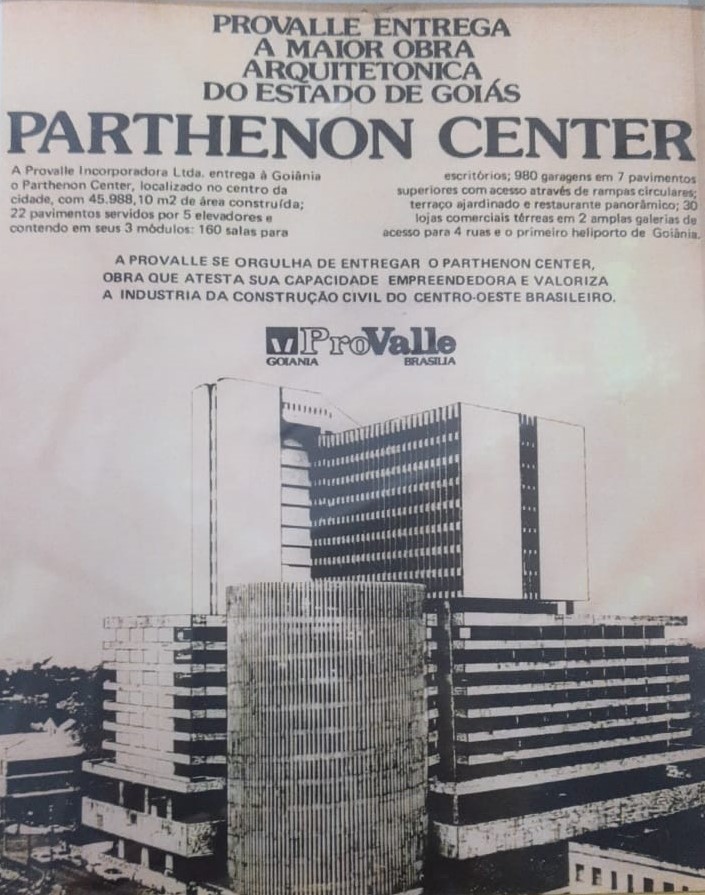 PROVALLE ENTREGA
A MAIOR OBRA
ARQUITETONICA
DO ESTADO DE GOIÁS
PARTHENON CENTER
A Provalle Incorporadora Ltda. entrega à Goiânia
o Parthenon Center, localizado no centro da
cidade, com 45.988,10 m2 de área construída;
22 pavimentos servidos por 5 elevadores e
contendo em seus 3 módulos: 160 salas para
escritórios; 980 garagens em 7 pavimentos
superiores com acesso através de rampas circulares;
terraço ajardinado e restaurante panorâmico; 30
lojas comerciais térreas em 2 amplas galerias de
acesso para 4 ruas e o primeiro heliporto de Goiânia.
A PROVALLE SE ORGULHA DE ENTREGAR O PARTHENON CENTER,
OBRA QUE ATESTA SUA CAPACIDADE EMPREENDEDORA E VALORIZA
A INDUSTRIA DA CONSTRUÇÃO CIVIL DO CENTRO-OESTE BRASILEIRO.
ProValle
GOIANIA BRASILIA